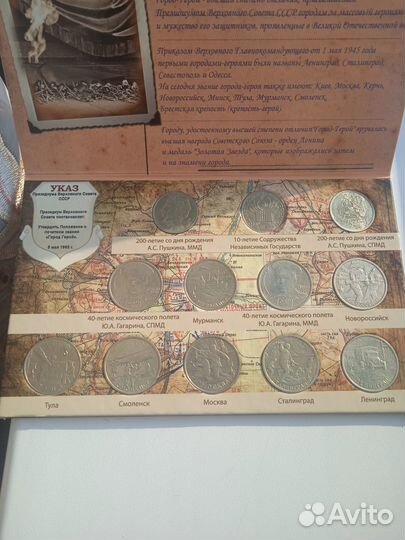 Город-Герой – высшая степень отличия, присваивавшаяся
Президиумом Верховного Совета СССР городам за массовый героизм
и мужество его защитников, проявленные в Великой Отечественной в
Приказом Верховного Главнокомандующего от 1 мая 1945 года
первыми городами-героями были названы Ленинград, Сталинград,
Севастополь и Одесса.
На сегодня звание города-героя также имеют: Киев, Москва, Керчь,
Новороссийск, Минск, Тула, Мурманск, Смоленск,
Брестская крепость (крепость-герой).
Городу, удостоенному высшей степени отличия "Город-Герой" вручалась
высшая награда Советского Союза - орден Ленина
и медаль "Золотая Звезда", которые изображались затем
и на знамени города.
УКАЗ
Президиума Верховного Совета
СССР
Президиум Верховного
Совета постановляет:
Утвердить Положение о
почетном звании
«Город Герой».
8 мая 1965 г.
200-летие со дня рождения
А.С. Пушкина, ММД
10-летие Содружества
Независимых Государств
200-летие со дня рождения
А.С. Пушкина, СПМД
40-летие космического полета
Ю.А. Гагарина, СПМД
Мурманск
40-летие космического полета
Ю.А. Гагарина, ММД
Новороссийск
Тула
Смоленск
Москва
Сталинград
Ленинград
Avito